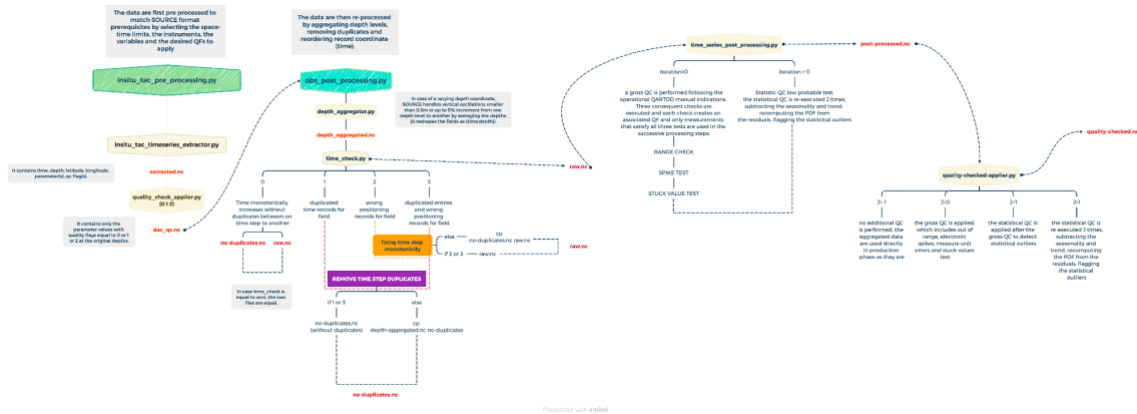 The data are first pre processed to
match SOURCE format
prerequisites by selecting the space-
time limits, the instruments, the
variables and the desired QFs to
apply
insitu_tac_pre_processing.py
insitu_tac_timeseries_extractor.py
It contains time, depth, latitude, longitude,
parameter(s), qc flag(s).
extracted.nc
quality_check_applier.py
(0 1 2)
It contains only the
parameter values with
quality flags equal to 0 or 1
or 2 at the original depths.
dac_qc.nc
The data are then re-processed
by aggregating depth levels,
removing duplicates and
reordering record coordinate
(time).
obs_post_processing.py
depth_aggregator.py
In case of a varying depth coordinate,
SOURCE handles vertical oscillations smaller
than 0.5m or up to 5% increment from one
depth level to another by averaging the depths.
(it reshapes the fields as (time,depth).
depth_aggregated.nc
time_check.py
0
1
2
3
Time monotonically
increases without
duplicates between on
time step to another
duplicated
time records for
field
wrong
positioning
records for field
duplicated entities
and wrong
positioning
records for field
no-duplicates.nc
raw.nc
In case time_check is
equal to zero, the two
files are equal.
fixing time step
monotonicity
else
cp
no-duplicates.nc raw.nc
if 2 or 3
raw.nc
raw.nc
REMOVE TIME STEP DUPLICATES
if 1 or 3
else
no-duplicates.nc
(without duplicates)
cp
depth-aggregated.nc no-duplicates
no-duplicates.nc
raw.nc
time_series_post_processing.py
post-processed.nc
iteration=0
iteration > 0
a gross QC is performed following the
operational QARTOD manual indications.
Three consequent checks are
executed and each check creates an
associated QF and only measurements
that satisfy all three tests are used in the
successive processing steps
RANGE CHECK
SPIKE TEST
STUCK VALUE TEST
Statistic QC low probable test:
the statistical QC is re-executed 2 times,
subtracting the seasonality and trend,
recomputing the PDF from
the residuals, flagging the statistical outliers
quality-checked.nc
quality-checked-applier.py
no additional QC
is performed, the
aggregated data
are used directly
in production
phase as they are
the gross QC is applied,
which includes out of
range, electronic
spikes, measure unit
errors and stuck values
test
the statistical QC is
applied after the
gross QC to detect
statistical outliers
the statistical QC is
re executed 2 times,
subtracting the
seasonality and
trend, recomputing
the PDF from the
residuals, flagging
the statistical
outliers
Presented with xmind